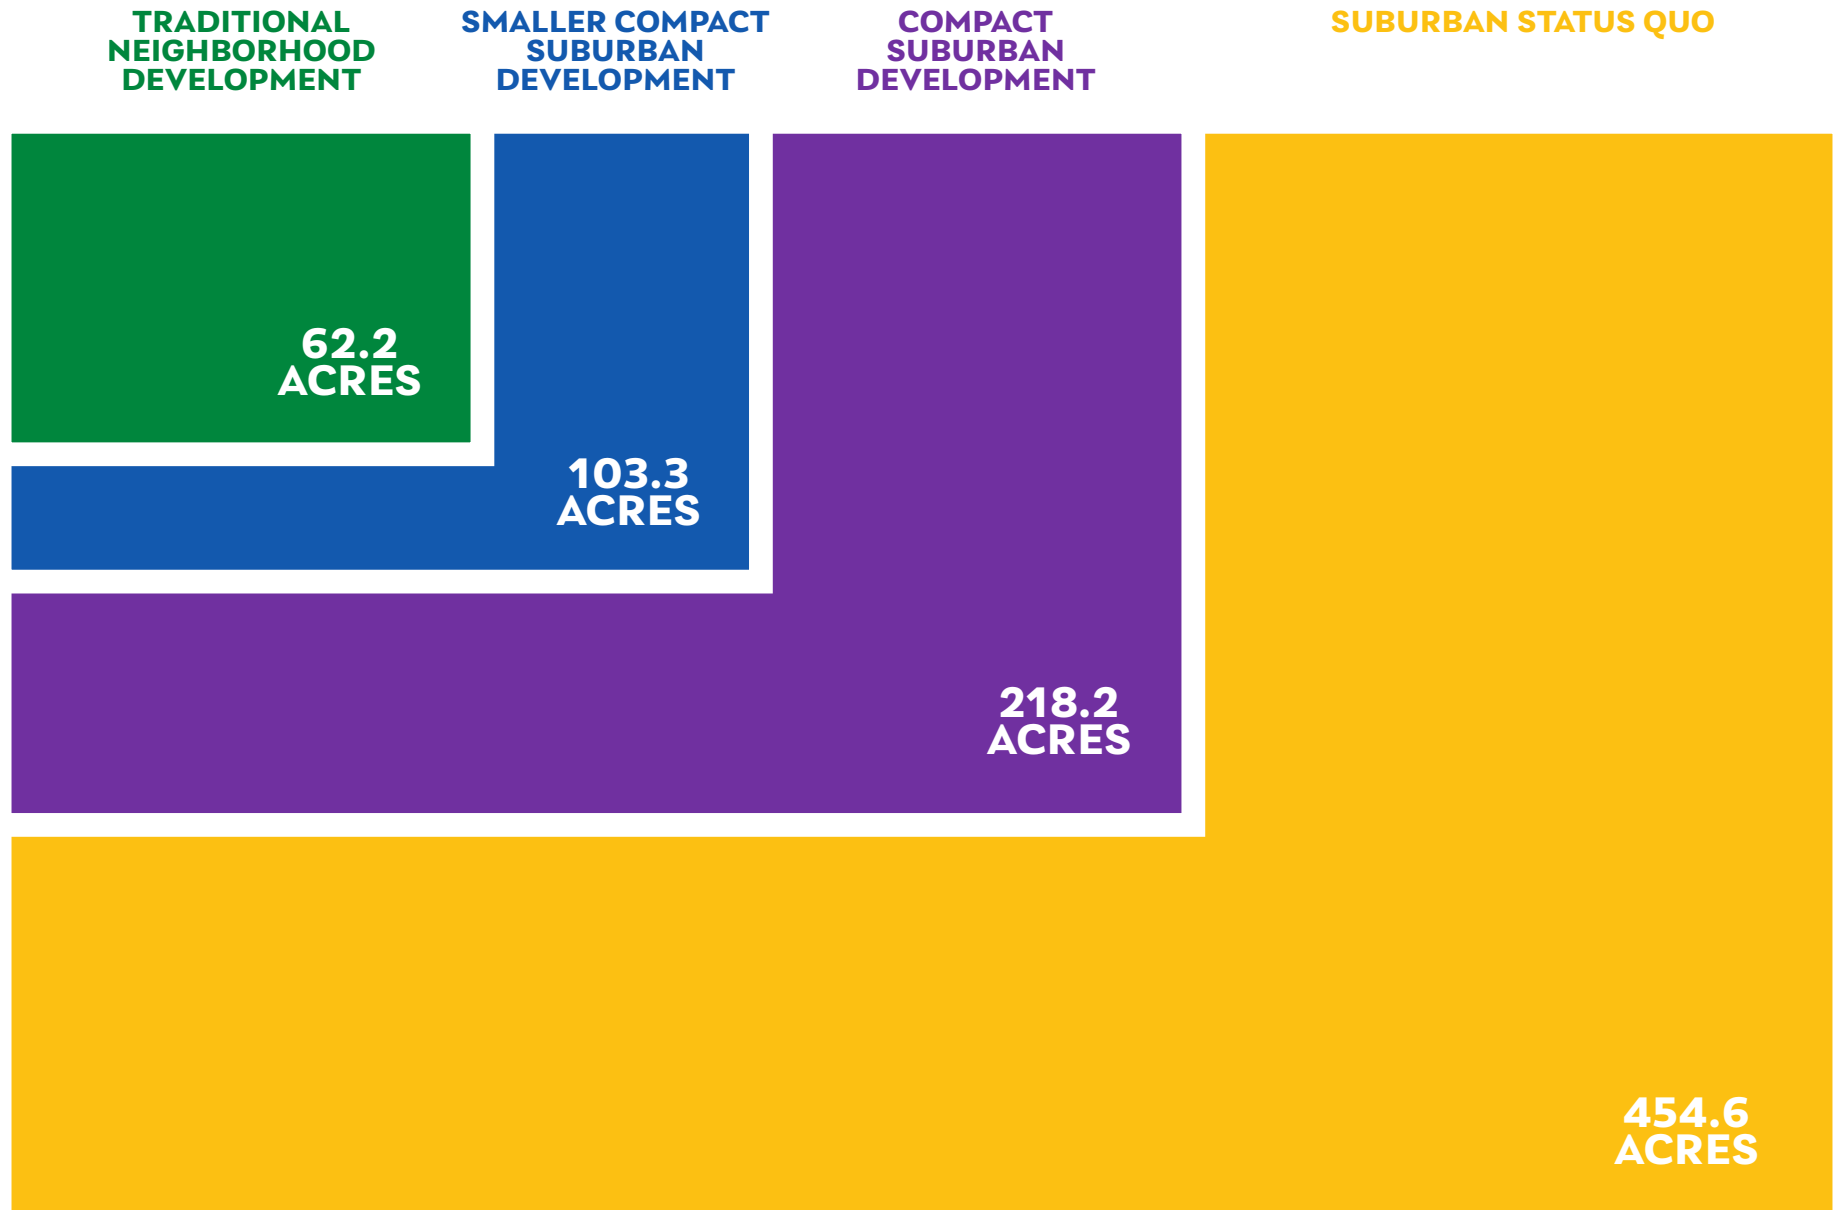 TRADITIONAL
NEIGHBORHOOD
DEVELOPMENT
SMALLER COMPACT
SUBURBAN
DEVELOPMENT
COMPACT
SUBURBAN
DEVELOPMENT
SUBURBAN STATUS QUO
62.2
ACRES
103.3
ACRES
218.2
ACRES
454.6
ACRES